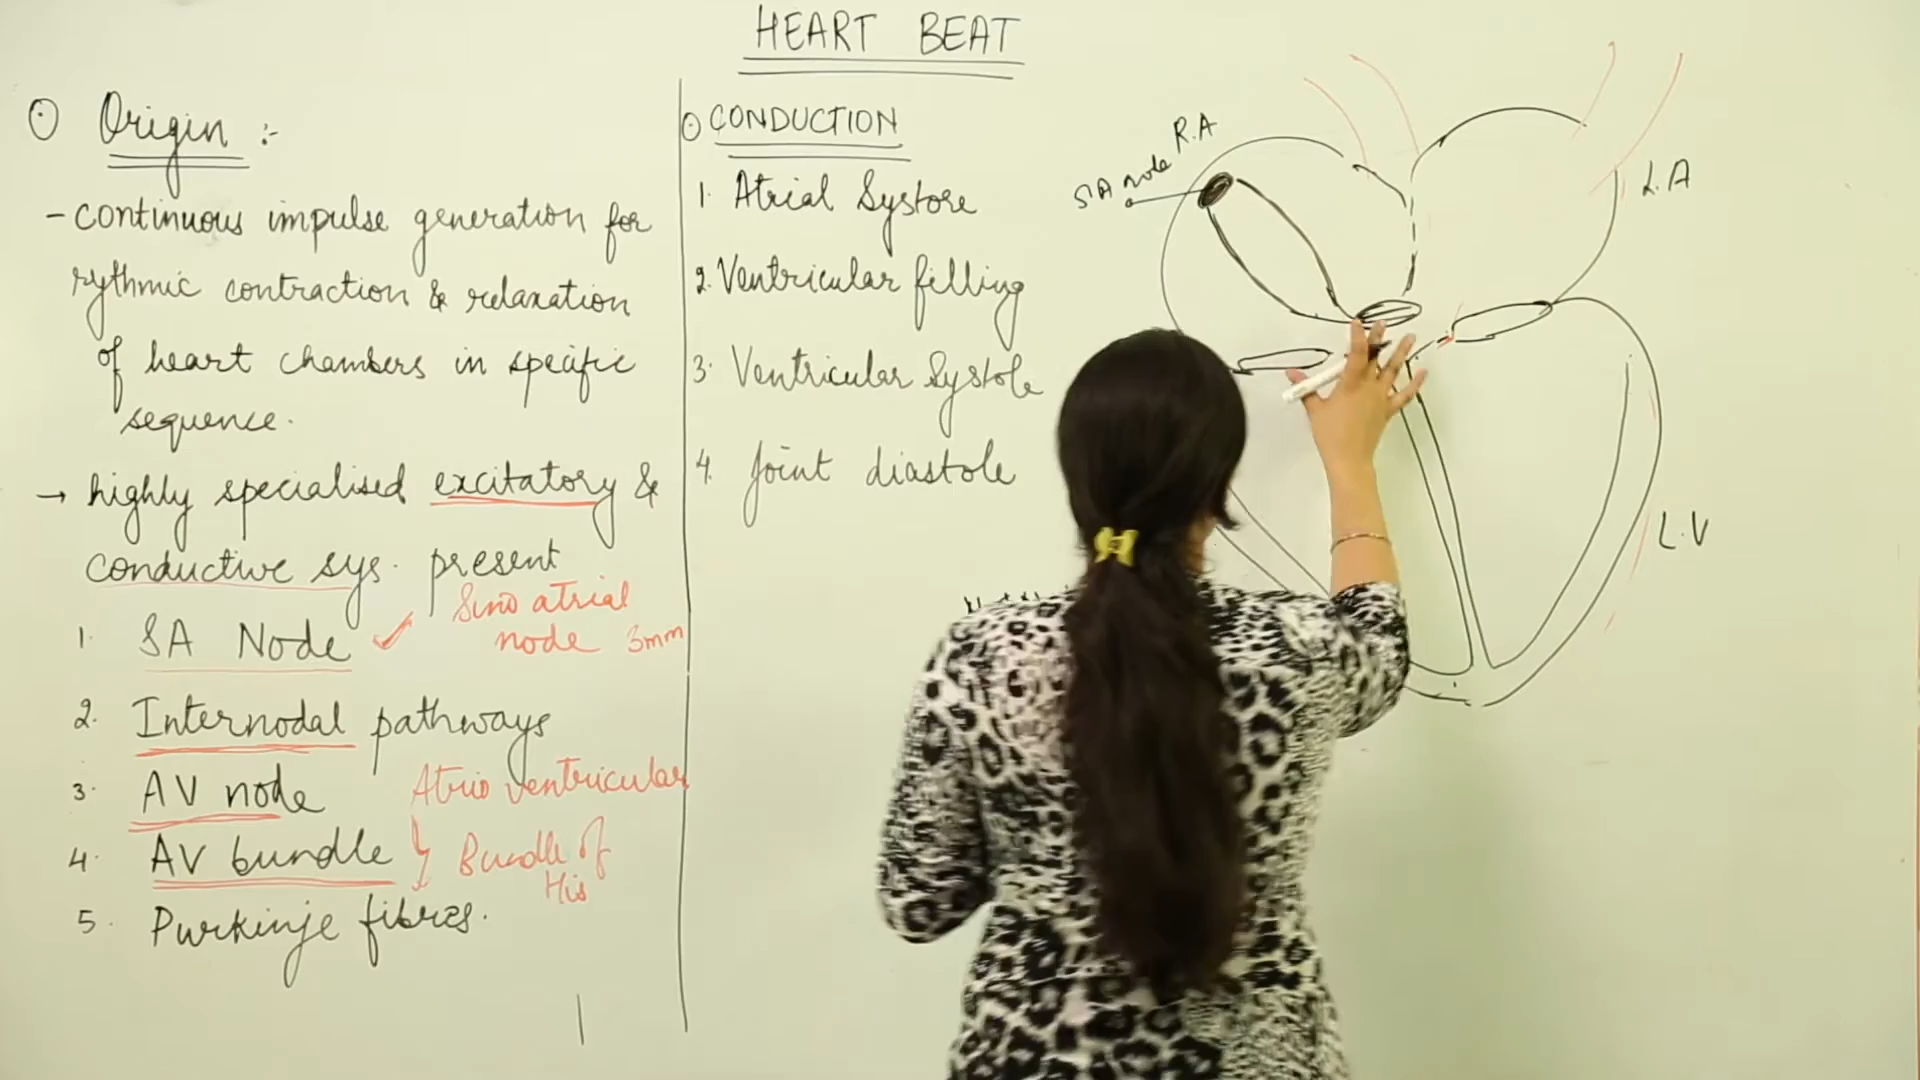 HEART BEAT
Origin :-
- continuous impulse generation for
rythmic contraction & relaxation
of heart chambers in specific
sequence.
→ highly specialised excitatory &
conductive sys. present
1. SA Node ✓ Sino atrial
node 3mm
2. Internodal pathways
3. AV node Atrio ventricular
4. AV bundle Bundle of
His
5. Purkinje fibres.
CONDUCTION
1. Atrial Systore
2. Ventricular filling
3. Ventricular Systole
4. Joint diastole
R.A
SA node
L.A
L.V